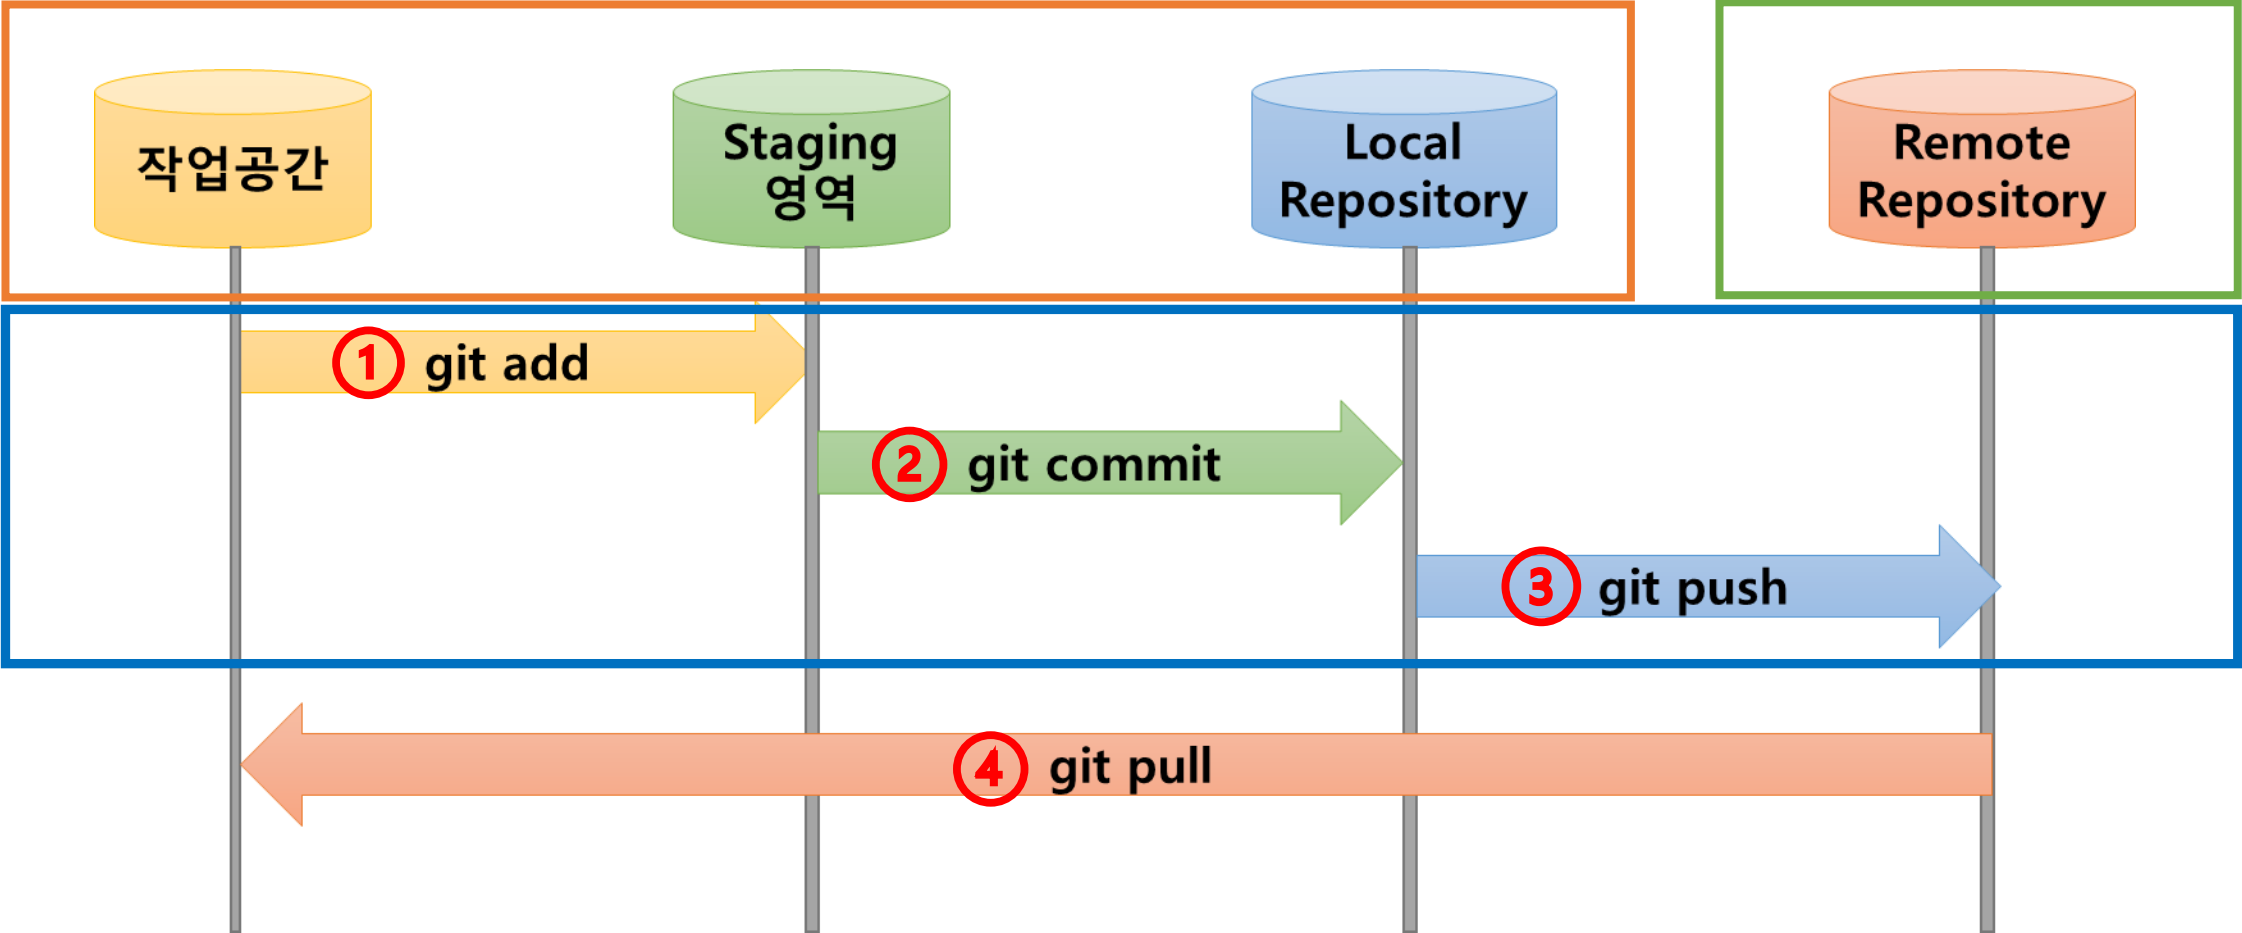 작업공간
Staging
영역
Local
Repository
Remote
Repository
① git add
② git commit
③ git push
④ git pull